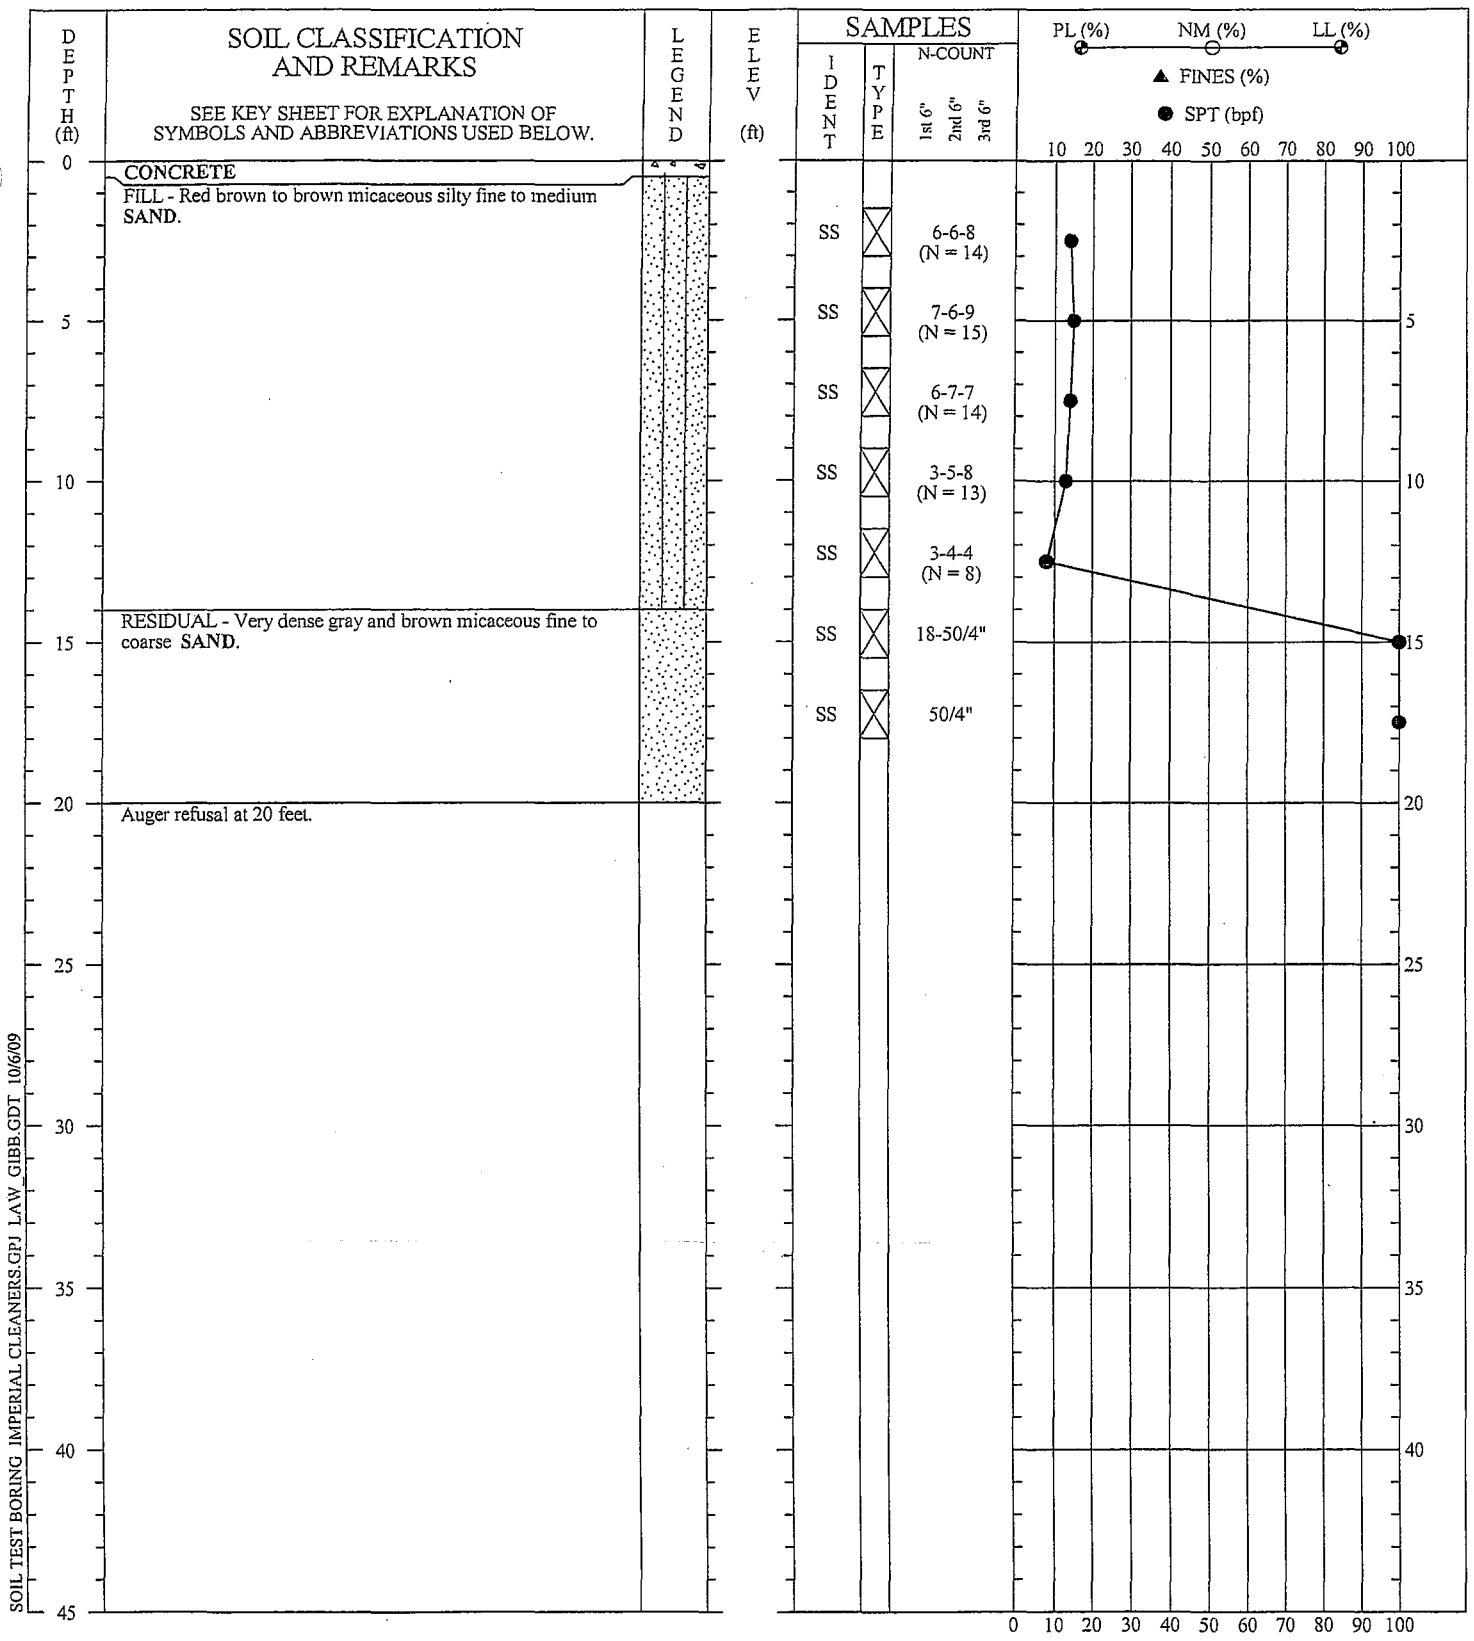 DEPTH (ft)
SOIL CLASSIFICATION
AND REMARKS
SEE KEY SHEET FOR EXPLANATION OF
SYMBOLS AND ABBREVIATIONS USED BELOW.
LEGEND
ELEV (ft)
SAMPLES
IDENT
TYPE
N-COUNT
1st 6"
2nd 6"
3rd 6"
PL (%) NM (%) LL (%)
▲ FINES (%)
● SPT (bpf)
10 20 30 40 50 60 70 80 90 100
0
CONCRETE
FILL - Red brown to brown micaceous silty fine to medium
SAND.
SS 6-6-8
(N = 14)
5 SS 7-6-9 5
(N = 15)
SS 6-7-7
(N = 14)
10 SS 3-5-8 10
(N = 13)
SS 3-4-4
(N = 8)
RESIDUAL - Very dense gray and brown micaceous fine to
coarse SAND.
15 SS 18-50/4" 15
SS 50/4"
20 20
Auger refusal at 20 feet.
25 25
30 30
35 35
40 40
45
0 10 20 30 40 50 60 70 80 90 100
SOIL TEST BORING IMPERIAL CLEANERS.GPJ LAW_GIBB.GDT 10/6/09